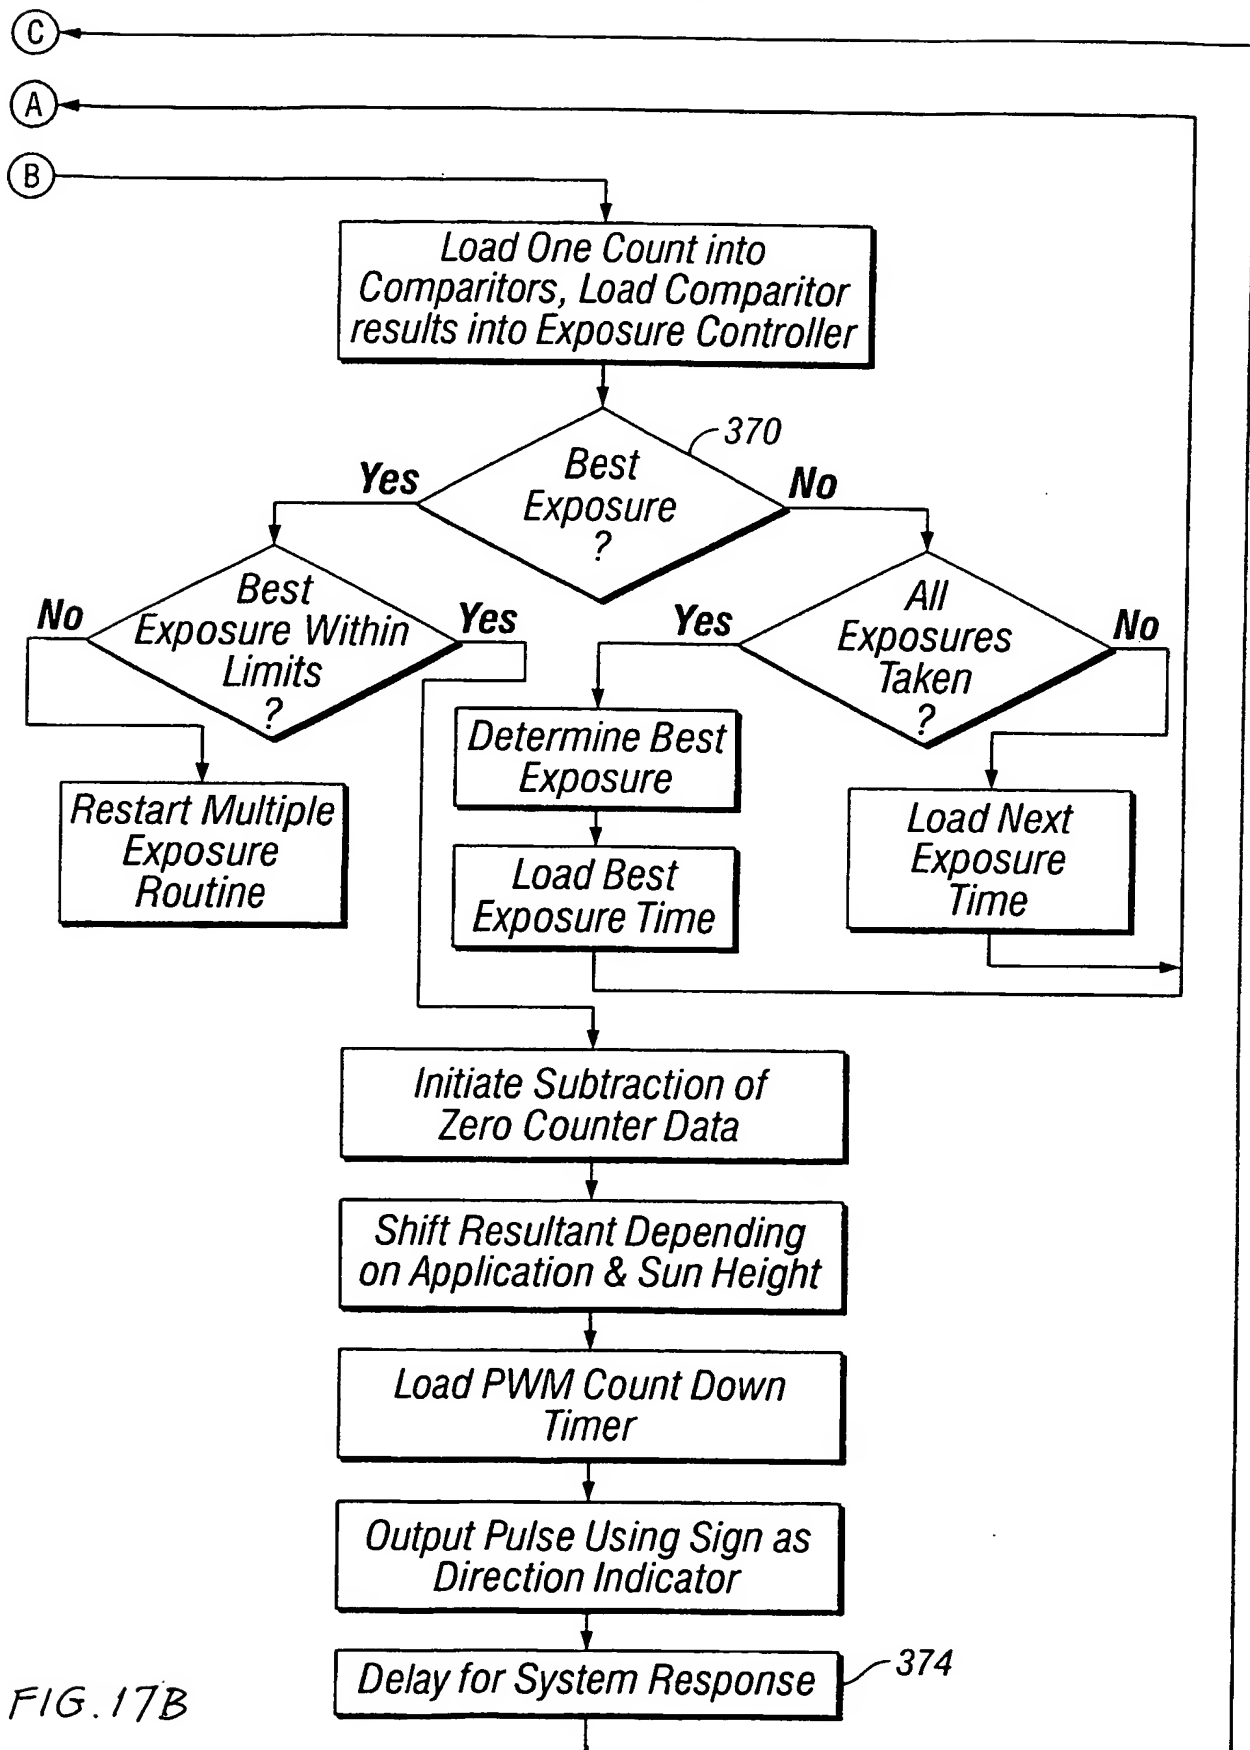 C
A
B
Load One Count into
Comparitors, Load Comparitor
results into Exposure Controller
370
Best
Exposure
?
Yes
No
Best
Exposure Within
Limits
?
No
Yes
All
Exposures
Taken
?
Yes
No
Restart Multiple
Exposure
Routine
Determine Best
Exposure
Load Best
Exposure Time
Load Next
Exposure
Time
Initiate Subtraction of
Zero Counter Data
Shift Resultant Depending
on Application & Sun Height
Load PWM Count Down
Timer
Output Pulse Using Sign as
Direction Indicator
Delay for System Response
374
FIG. 17B